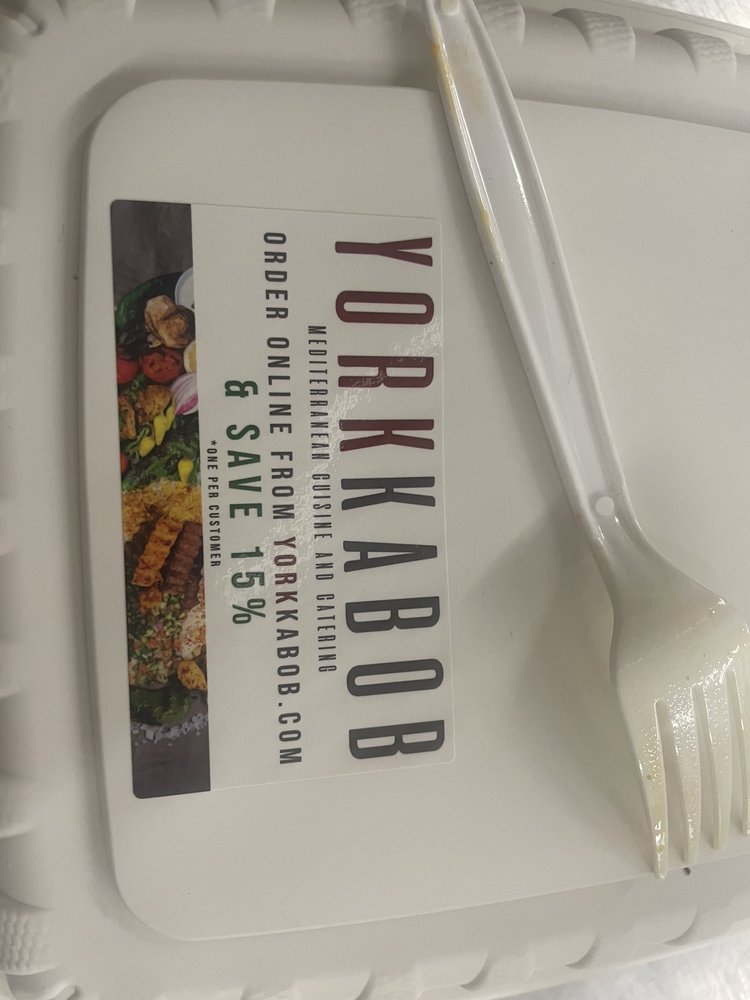 YORKKABOB
MEDITERRANEAN CUISINE AND CATERING
ORDER ONLINE FROM YORKKABOB.COM
& SAVE 15%
*ONE PER CUSTOMER